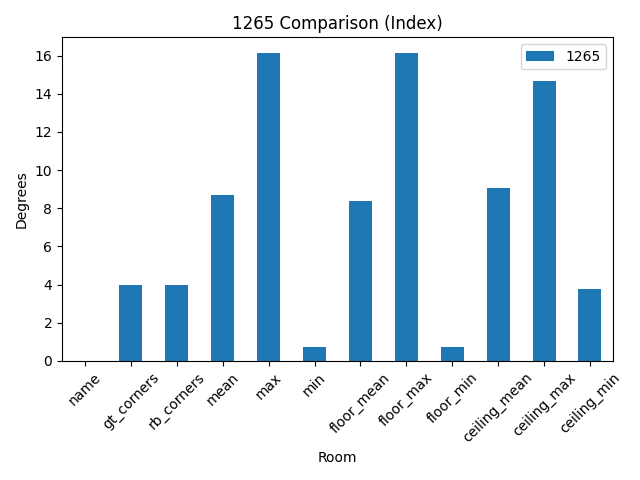 1265 Comparison (Index)
1265
Degrees
16
14
12
10
8
6
4
2
0
name
gt_corners
rb_corners
mean
max
min
floor_mean
floor_max
floor_min
ceiling_mean
ceiling_max
ceiling_min
Room